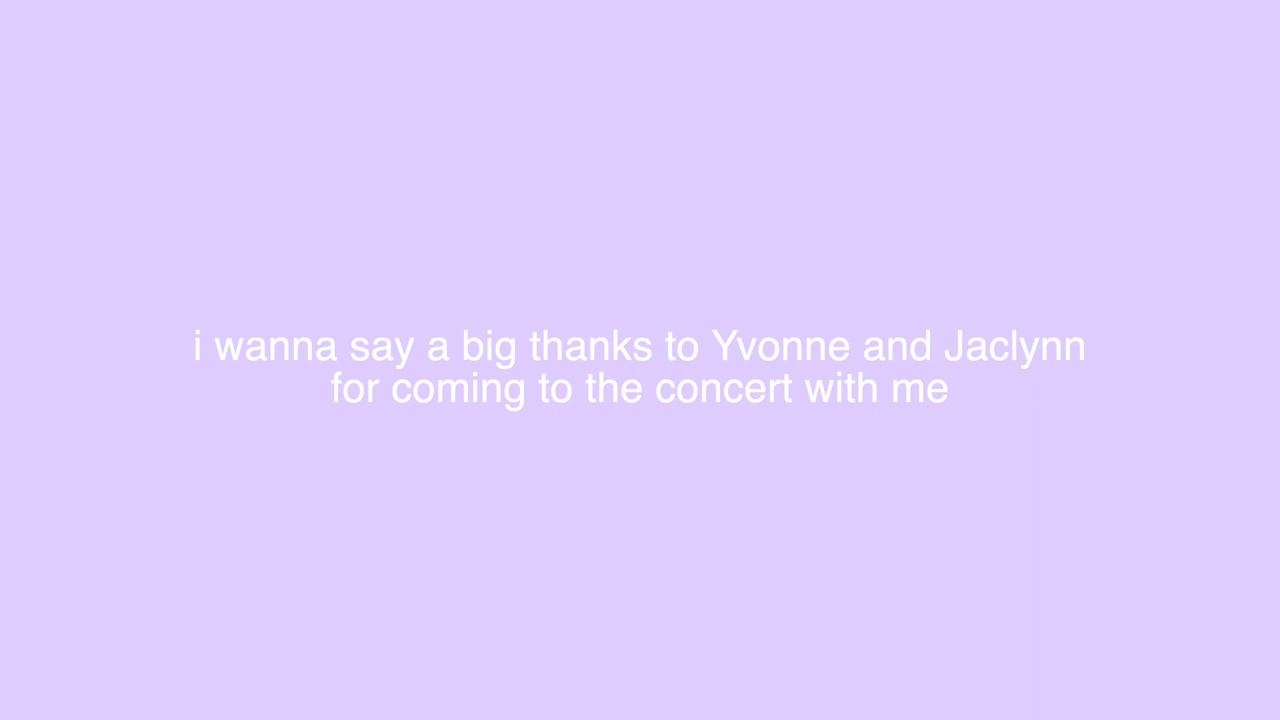 i wanna say a big thanks to Yvonne and Jaclynn
for coming to the concert with me